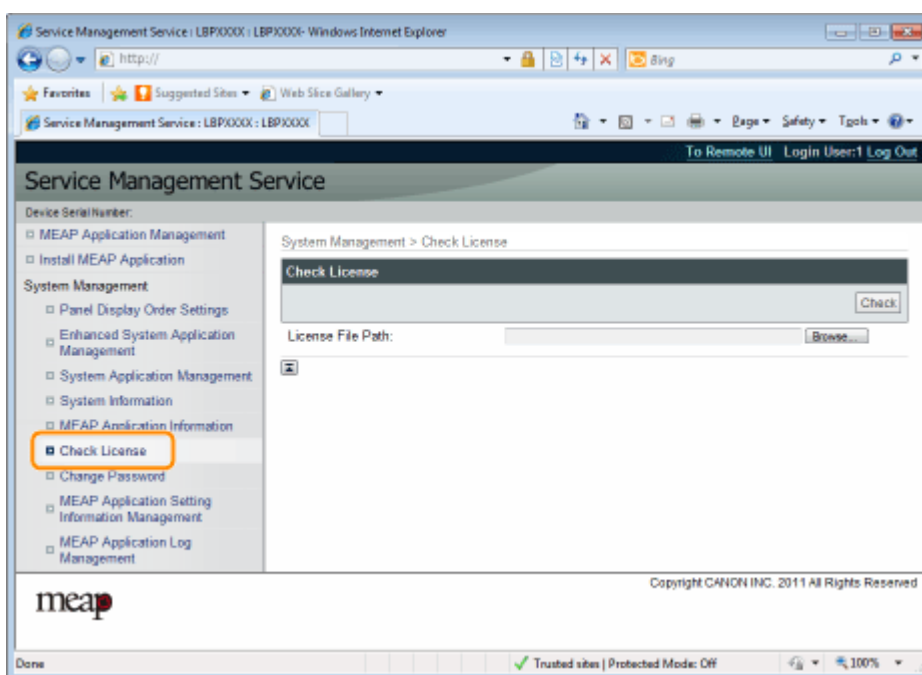 Service Management Service : LBPXXXX : LBPXXXX- Windows Internet Explorer
http://
Bing
Favorites Suggested Sites Web Slice Gallery
Service Management Service : LBPXXXX : LBPXXXX
Page Safety Tools
To Remote UI Login User:1 Log Out
Service Management Service
Device Serial Number:
MEAP Application Management
Install MEAP Application
System Management
Panel Display Order Settings
Enhanced System Application
Management
System Application Management
System Information
MEAP Application Information
Check License
Change Password
MEAP Application Setting
Information Management
MEAP Application Log
Management
System Management > Check License
Check License
Check
License File Path:
Browse...
meap
Copyright CANON INC. 2011 All Rights Reserved
Done
Trusted sites | Protected Mode: Off
100%